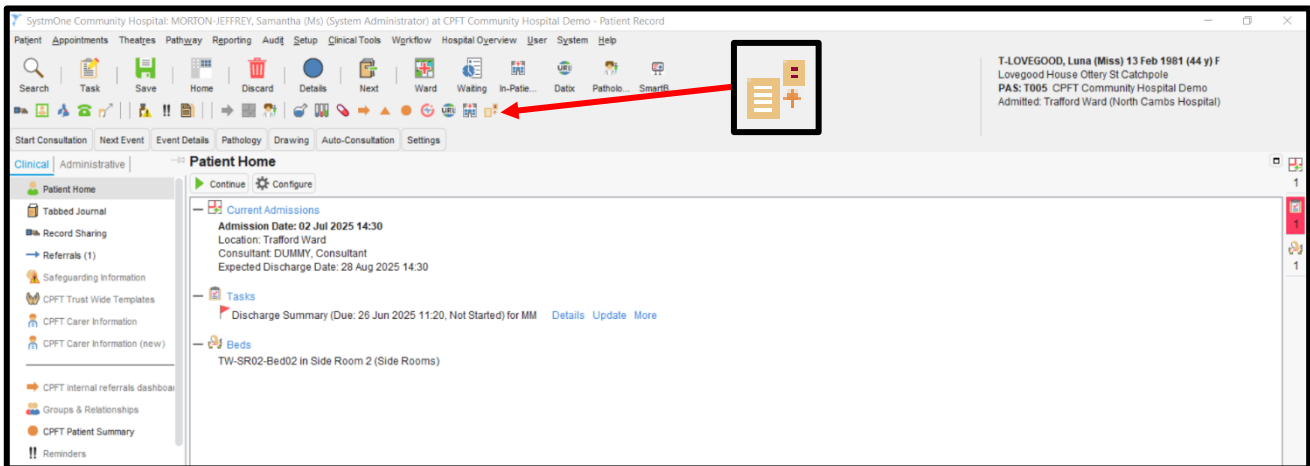 SystmOne Community Hospital: MORTON-JEFFREY, Samantha (Ms) (System Administrator) at CPFT Community Hospital Demo - Patient Record
Patient Appointments Theatres Pathway Reporting Audit Setup Clinical Tools Workflow Hospital Overview User System Help
Search Task Save Home Discard Details Next Ward Waiting In-Patie... Datix Patholo... SmartB...
T-LOVEGOOD, Luna (Miss) 13 Feb 1981 (44 y) F
Lovegood House Ottery St Catchpole
PAS: T005 CPFT Community Hospital Demo
Admitted: Trafford Ward (North Cambs Hospital)
Start Consultation Next Event Event Details Pathology Drawing Auto-Consultation Settings
Clinical Administrative
Patient Home
Tabbed Journal
Record Sharing
Referrals (1)
Safeguarding Information
CPFT Trust Wide Templates
CPFT Carer Information
CPFT Carer Information (new)
CPFT internal referrals dashboar
Groups & Relationships
CPFT Patient Summary
Reminders
Patient Home
Continue Configure
Current Admissions
Admission Date: 02 Jul 2025 14:30
Location: Trafford Ward
Consultant: DUMMY, Consultant
Expected Discharge Date: 28 Aug 2025 14:30
Tasks
Discharge Summary (Due: 26 Jun 2025 11:20, Not Started) for MM Details Update More
Beds
TW-SR02-Bed02 in Side Room 2 (Side Rooms)
1
1
1